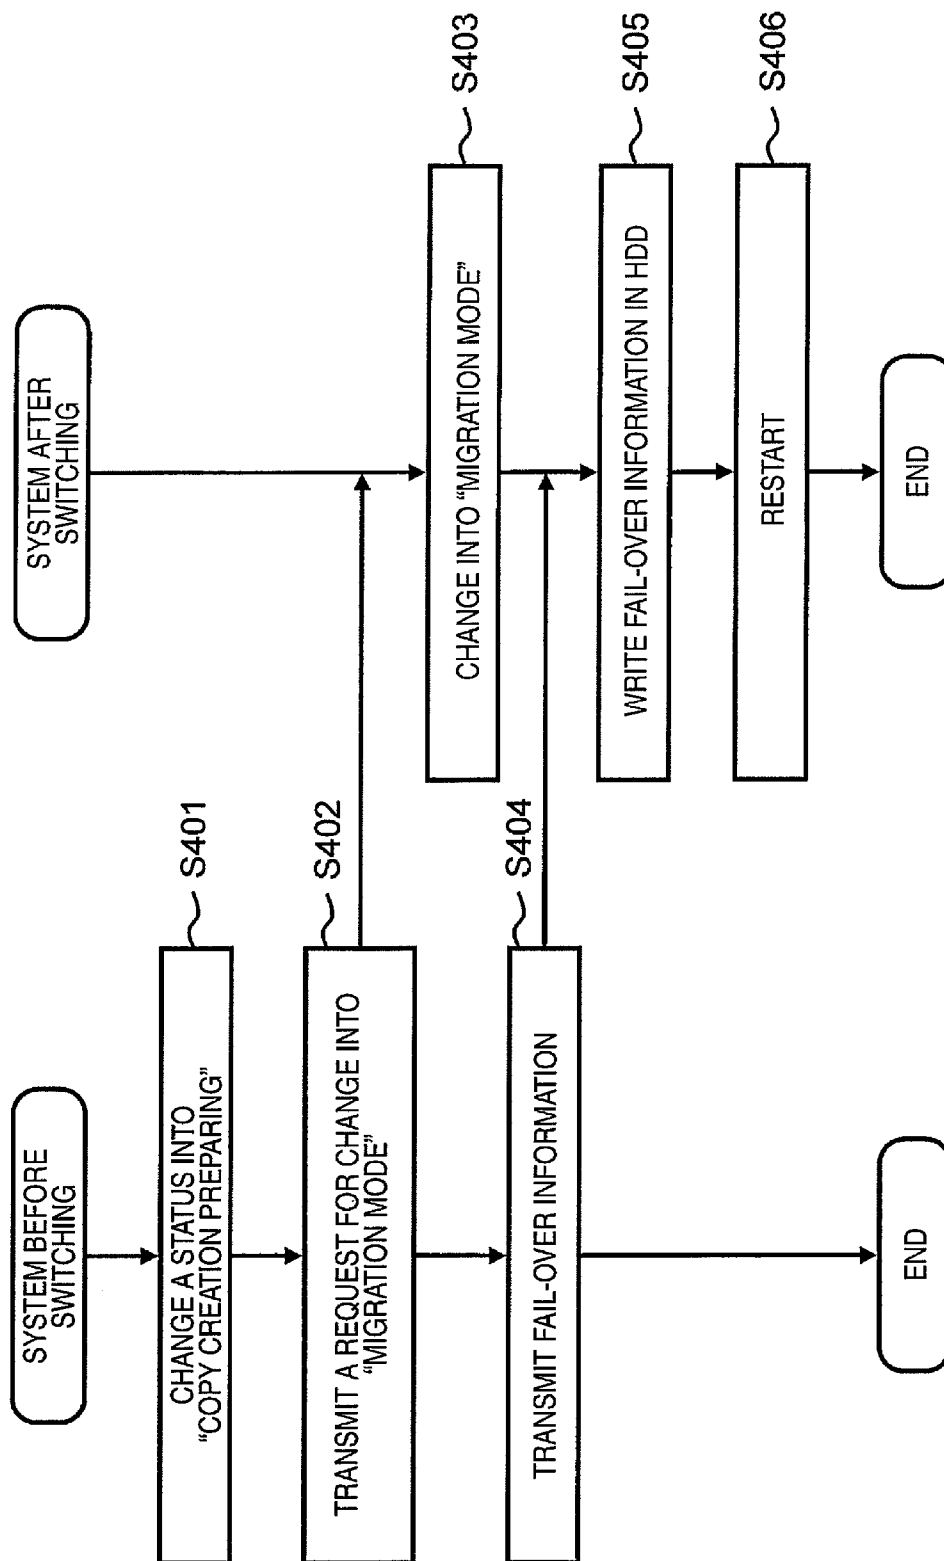 SYSTEM BEFORE
SWITCHING
CHANGE A STATUS INTO
“COPY CREATION PREPARING”
S401
TRANSMIT A REQUEST FOR CHANGE INTO
“MIGRATION MODE”
S402
TRANSMIT FAIL-OVER INFORMATION
S404
END
SYSTEM AFTER
SWITCHING
CHANGE INTO “MIGRATION MODE”
S403
WRITE FAIL-OVER INFORMATION IN HDD
S405
RESTART
S406
END